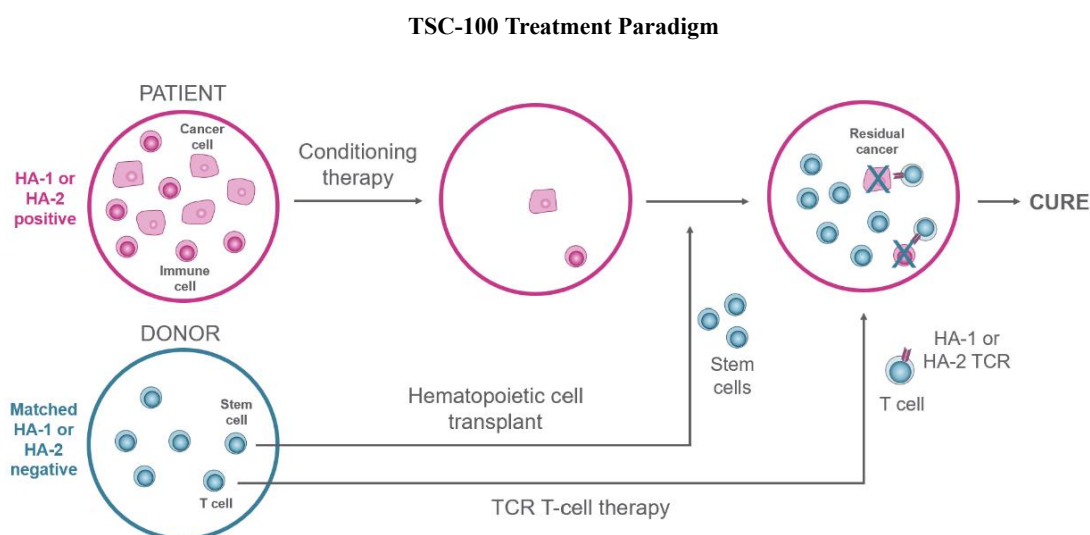 TSC-100 Treatment Paradigm
PATIENT
Cancer
cell
HA-1 or
HA-2
positive
Immune
cell
Conditioning
therapy
Residual
cancer
CURE
DONOR
Matched
HA-1 or
HA-2
negative
Stem
cell
T cell
Hematopoietic cell
transplant
Stem
cells
HA-1 or
HA-2 TCR
T cell
TCR T-cell therapy